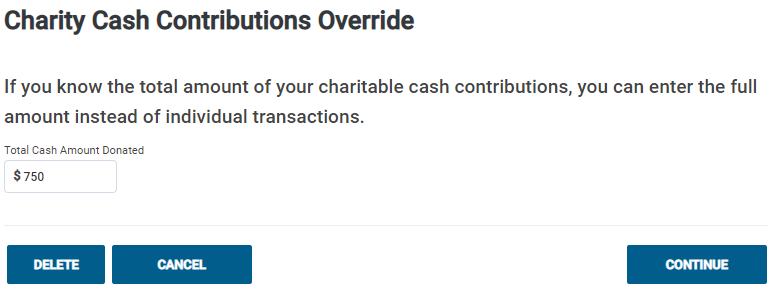 Charity Cash Contributions Override
If you know the total amount of your charitable cash contributions, you can enter the full
amount instead of individual transactions.
Total Cash Amount Donated
$ 750
DELETE CANCEL CONTINUE